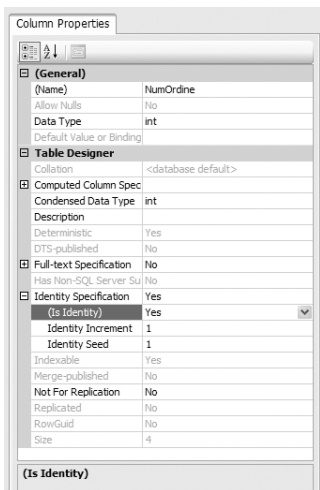 Column Properties
(General)
(Name) NumOrdine
Allow Nulls No
Data Type int
Default Value or Binding
Table Designer
Collation <database default>
Computed Column Spec
Condensed Data Type int
Description
Deterministic Yes
DTS-published No
Full-text Specification No
Has Non-SQL Server Su No
Identity Specification Yes
(Is Identity) Yes
Identity Increment 1
Identity Seed 1
Indexable Yes
Merge-published No
Not For Replication No
Replicated No
RowGuid No
Size 4
(Is Identity)